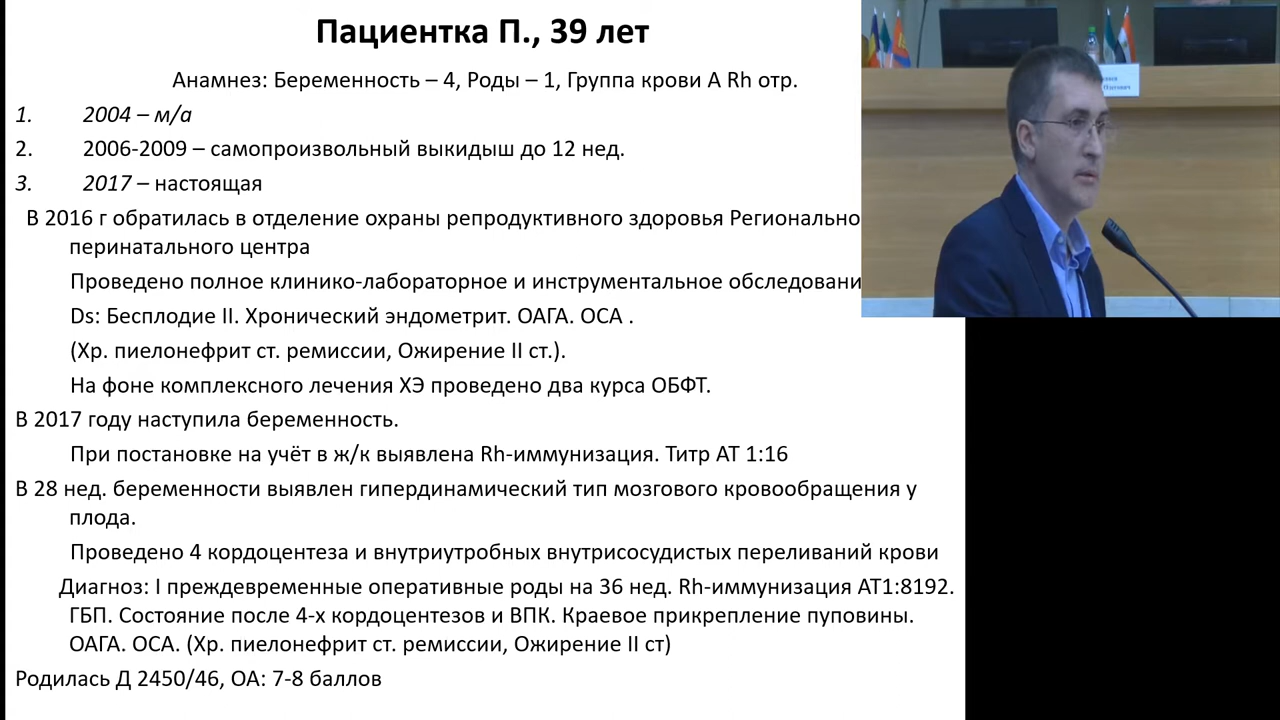 Пациентка П., 39 лет
Анамнез: Беременность – 4, Роды – 1, Группа крови А Rh отр.
1. 2004 – м/а
2. 2006-2009 – самопроизвольный выкидыш до 12 нед.
3. 2017 – настоящая
В 2016 г обратилась в отделение охраны репродуктивного здоровья Регионально
перинатального центра
Проведено полное клинико-лабораторное и инструментальное обследовани
Ds: Бесплодие II. Хронический эндометрит. ОАГА. ОСА .
(Хр. пиелонефрит ст. ремиссии, Ожирение II ст.).
На фоне комплексного лечения ХЭ проведено два курса ОБФТ.
В 2017 году наступила беременность.
При постановке на учёт в ж/к выявлена Rh-иммунизация. Титр АТ 1:16
В 28 нед. беременности выявлен гипердинамический тип мозгового кровообращения у
плода.
Проведено 4 кордоцентеза и внутриутробных внутрисосудистых переливаний крови
Диагноз: I преждевременные оперативные роды на 36 нед. Rh-иммунизация АТ1:8192.
ГБП. Состояние после 4-х кордоцентезов и ВПК. Краевое прикрепление пуповины.
ОАГА. ОСА. (Хр. пиелонефрит ст. ремиссии, Ожирение II ст)
Родилась Д 2450/46, ОА: 7-8 баллов